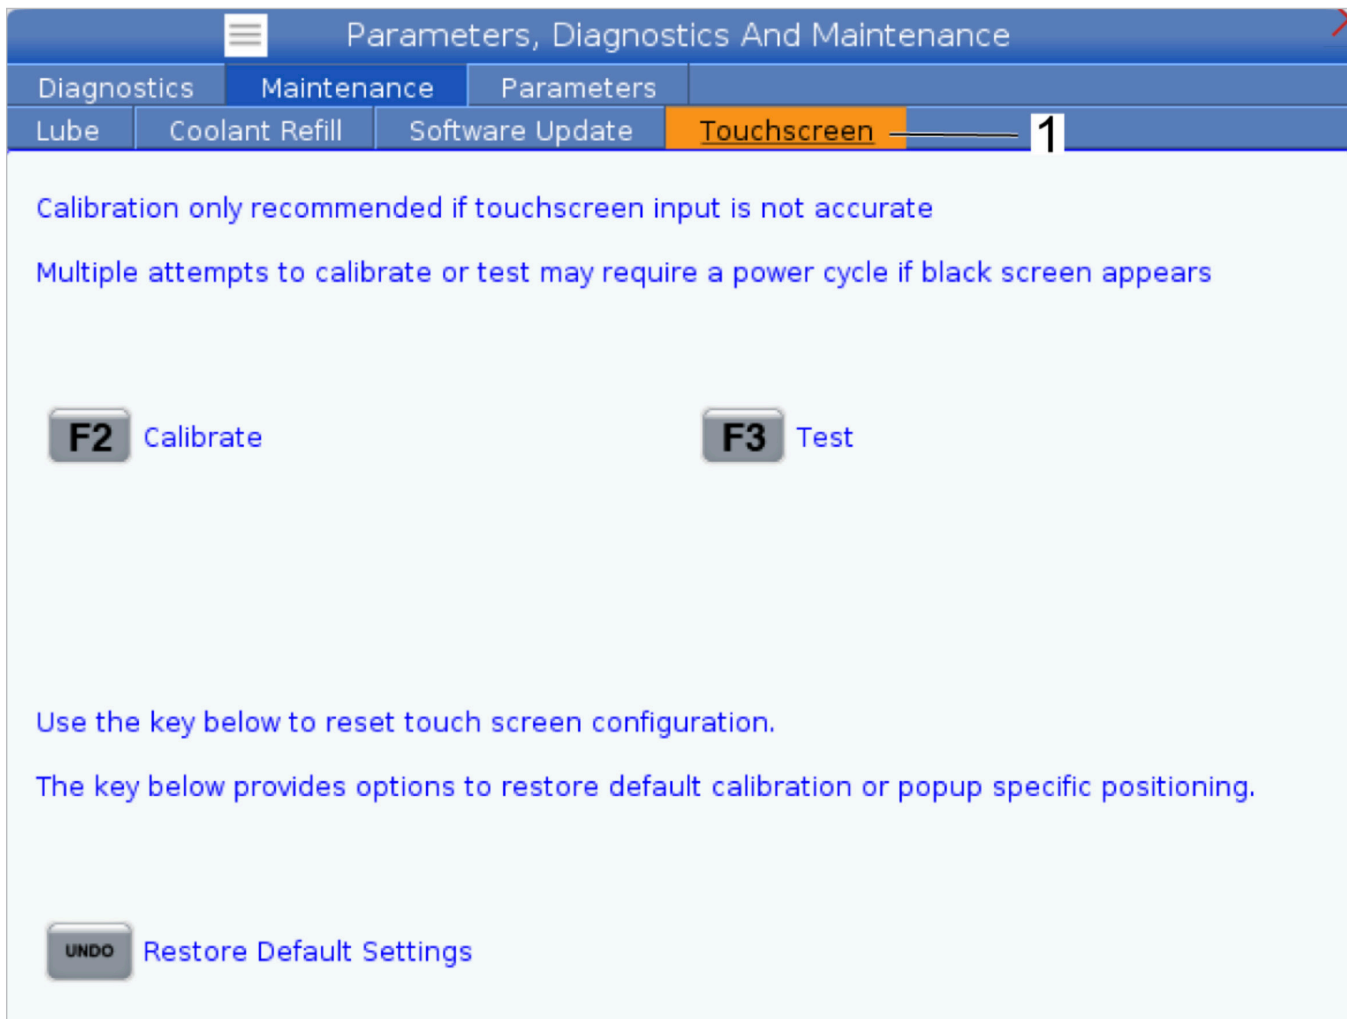 Parameters, Diagnostics And Maintenance
Diagnostics Maintenance Parameters
Lube Coolant Refill Software Update Touchscreen 1
Calibration only recommended if touchscreen input is not accurate
Multiple attempts to calibrate or test may require a power cycle if black screen appears
F2 Calibrate F3 Test
Use the key below to reset touch screen configuration.
The key below provides options to restore default calibration or popup specific positioning.
UNDO Restore Default Settings